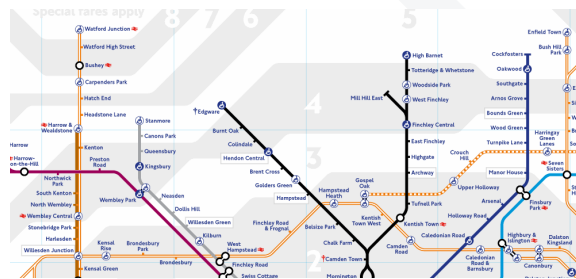 Special fares apply
8
7
6
5
Watford Junction
Watford High Street
Bushey
Carpenders Park
Hatch End
Headstone Lane
Harrow &
Wealdstone
Harrow
Harrow-
on-the-Hill
Kenton
Preston
Road
Northwick
Park
South Kenton
North Wembley
Wembley Central
Stonebridge Park
Harlesden
Willesden Junction
Kensal Green
Kensal
Rise
Brondesbury
Park
Brondesbury
Stanmore
Canons Park
Queensbury
Kingsbury
Wembley Park
Neasden
Dollis Hill
Willesden Green
Kilburn
West
Hampstead
Finchley Road
Swiss Cottage
4
3
2
†Edgware
Burnt Oak
Colindale
Hendon Central
Brent Cross
Golders Green
Hampstead
Finchley Road
& Frognal
Belsize Park
Chalk Farm
†Camden Town
Mornington
Hampstead
Heath
Gospel
Oak
Kentish
Town West
Camden
Road
High Barnet
Totteridge & Whetstone
Woodside Park
Mill Hill East
West Finchley
Finchley Central
East Finchley
Highgate
Archway
Tufnell Park
Kentish Town
Crouch
Hill
Upper Holloway
Cockfosters
Oakwood
Southgate
Arnos Grove
Bounds Green
Wood Green
Turnpike Lane
Manor House
Arsenal
Holloway Road
Caledonian Road
Caledonian
Road &
Barnsbury
Enfield Town
Bush Hill
Park
Harringay
Green
Lanes
Seven
Sisters
Finsbury
Park
Highbury &
Islington
Canonbury
Dalston
Kingsland